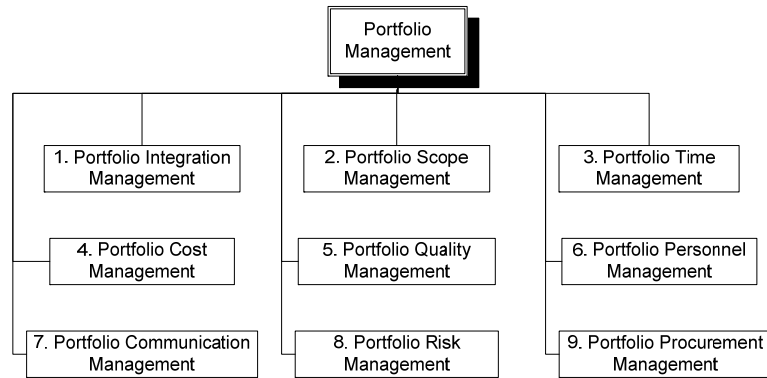 Portfolio
Management
1. Portfolio Integration
Management
2. Portfolio Scope
Management
3. Portfolio Time
Management
4. Portfolio Cost
Management
5. Portfolio Quality
Management
6. Portfolio Personnel
Management
7. Portfolio Communication
Management
8. Portfolio Risk
Management
9. Portfolio Procurement
Management